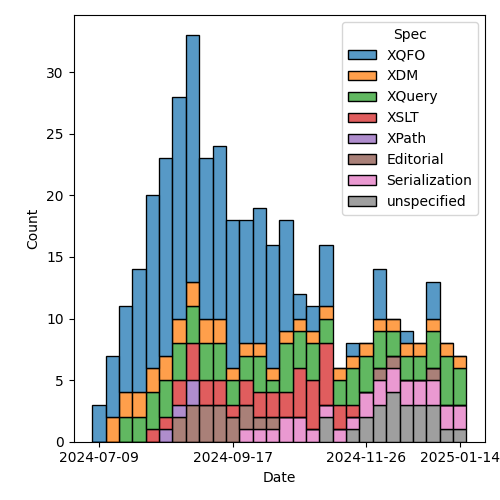 Spec
XQFO
XDM
XQuery
XSLT
XPath
Editorial
Serialization
unspecified
30
25
20
15
10
5
0
Count
2024-07-09 2024-09-17 2024-11-26 2025-01-14
Date